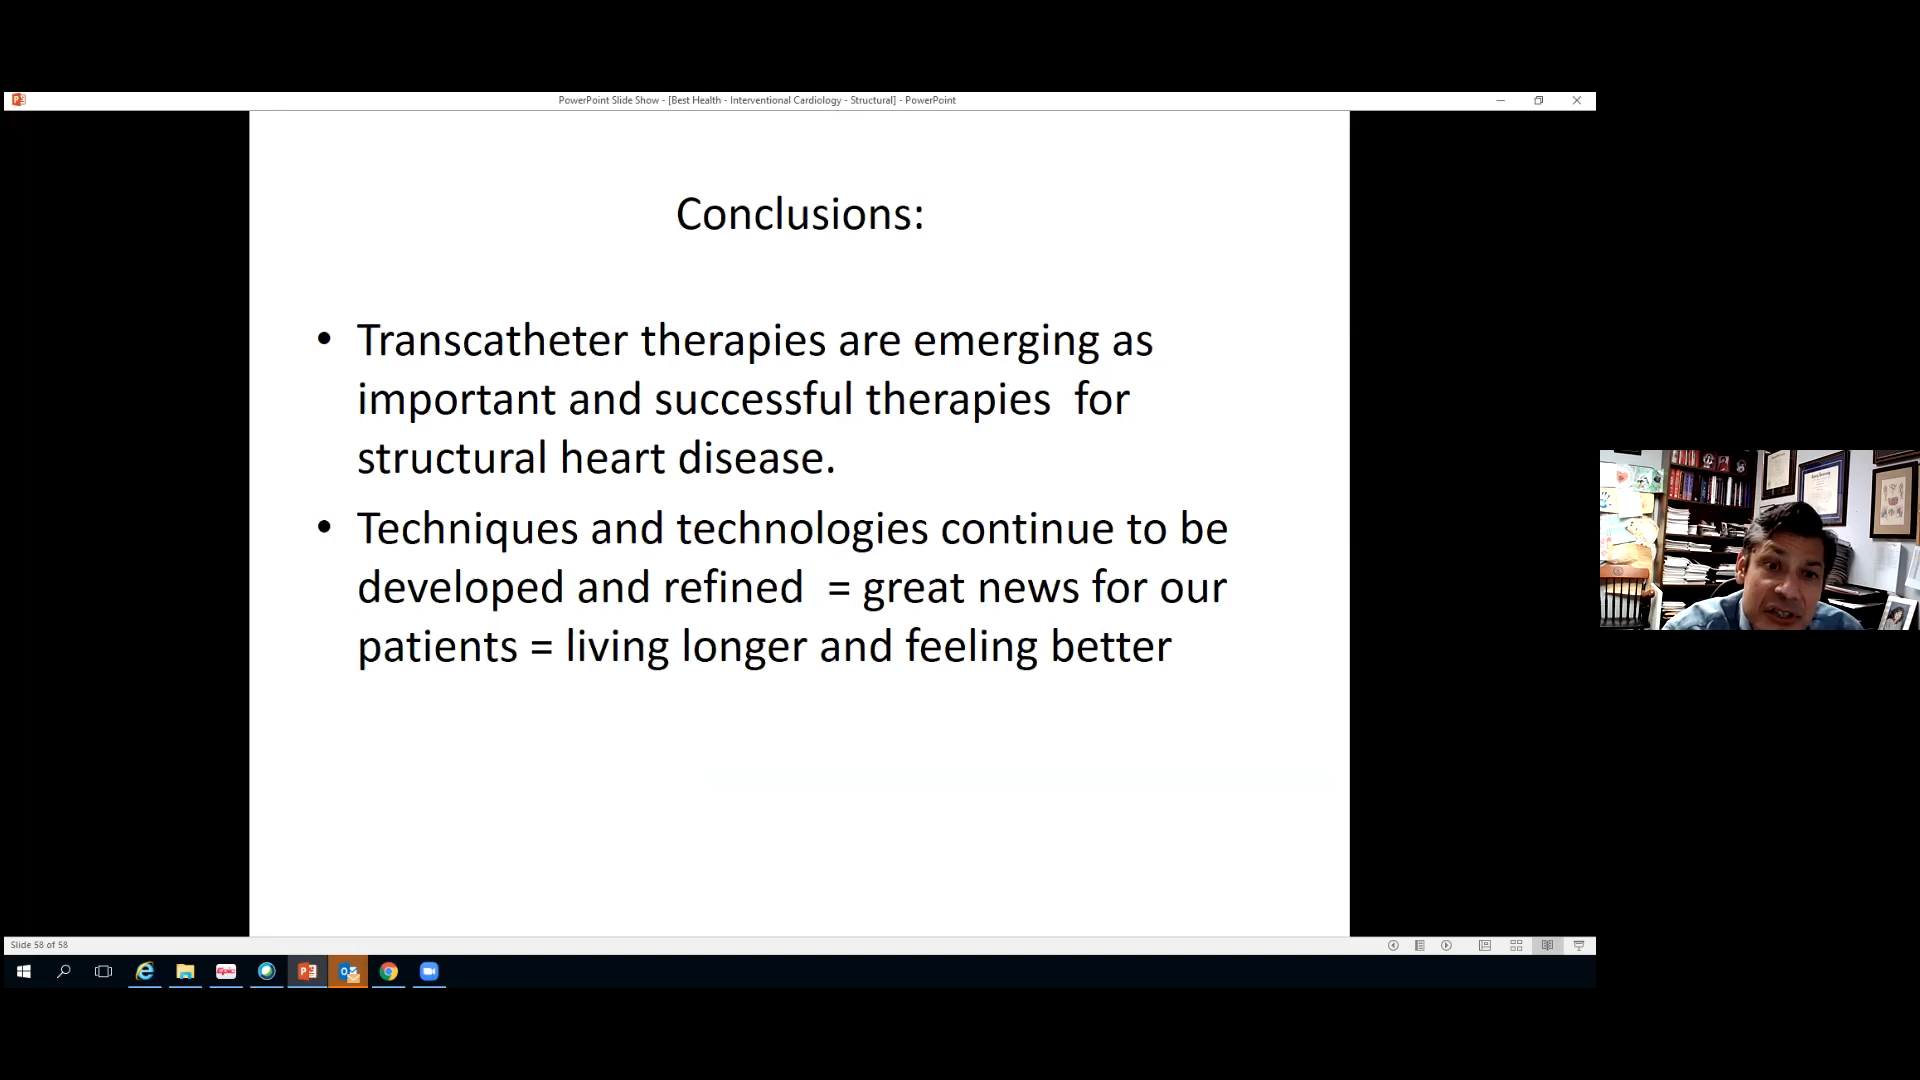 PowerPoint Slide Show - [Best Health - Interventional Cardiology - Structural] - PowerPoint
Conclusions:
• Transcatheter therapies are emerging as
important and successful therapies  for
structural heart disease.
• Techniques and technologies continue to be
developed and refined  = great news for our
patients = living longer and feeling better
Slide 58 of 58
Epic